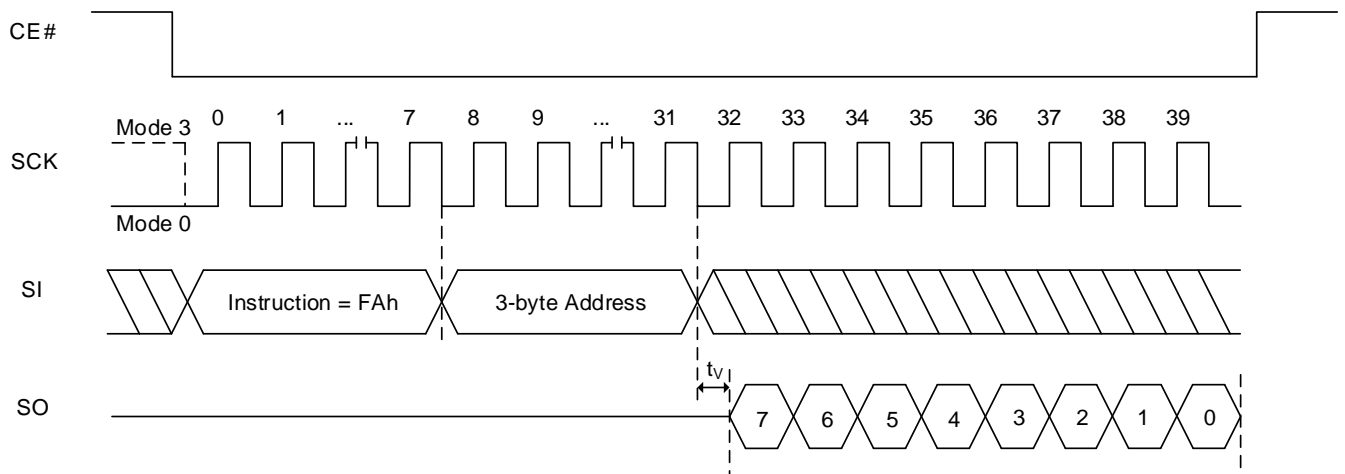 CE#
Mode 3 0 1 ... 7 8 9 ... 31 32 33 34 35 36 37 38 39
SCK
Mode 0
SI Instruction = FAh 3-byte Address
tV
SO 7 6 5 4 3 2 1 0